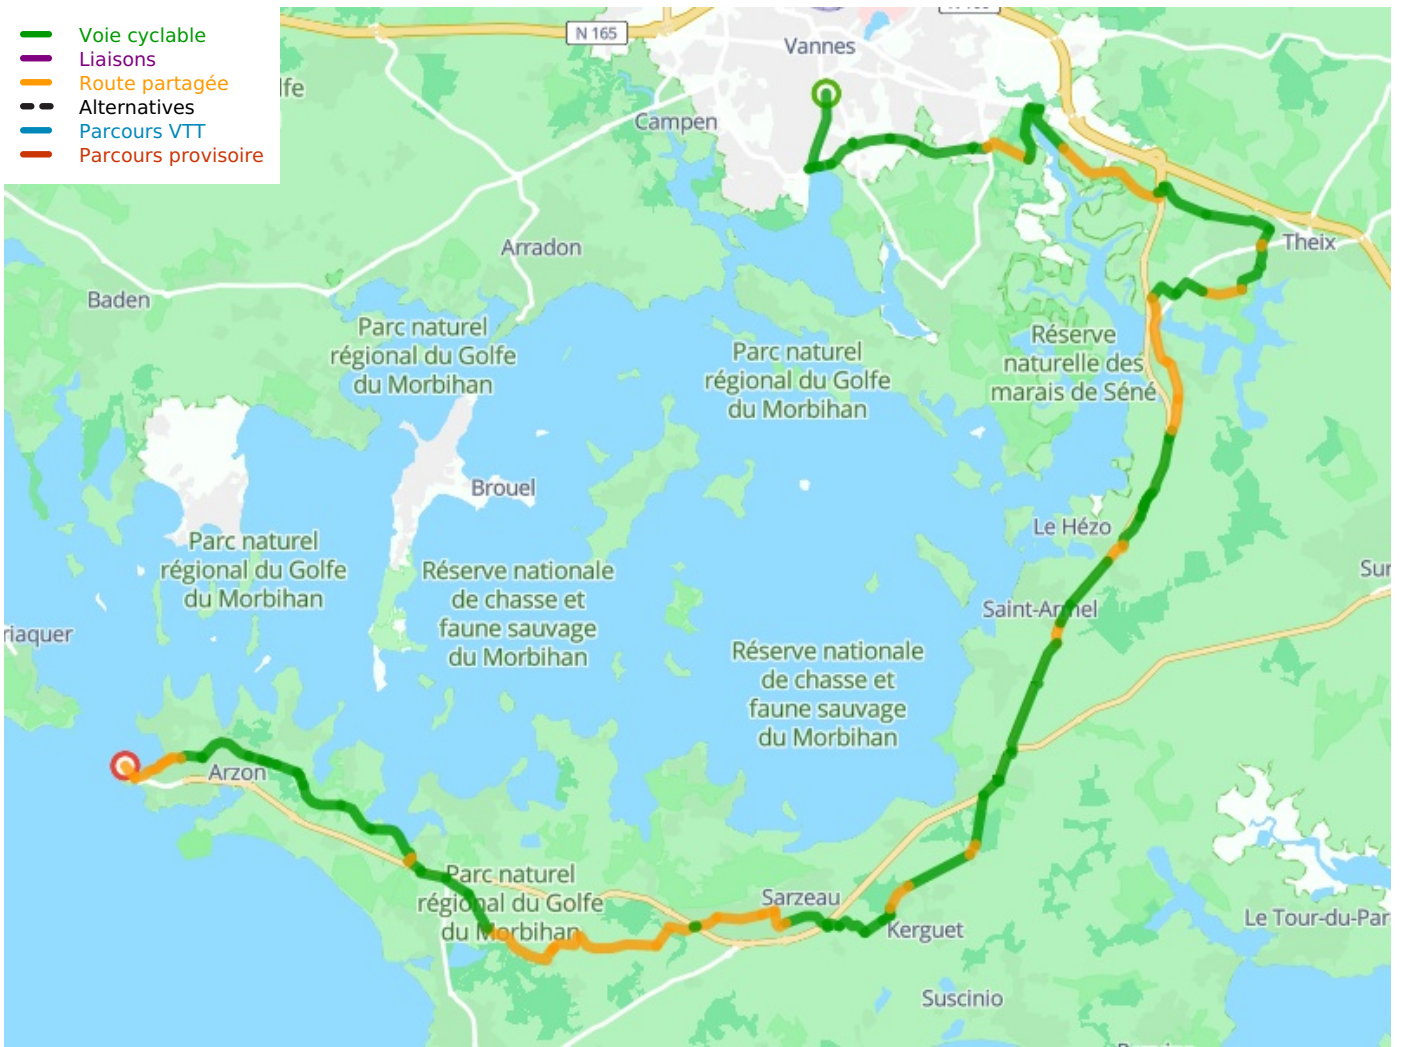 Voie cyclable
Liaisons
Route partagée
Alternatives
Parcours VTT
Parcours provisoire
lfe
N 165
Vannes
Campen
Arradon
Theix
Baden
Parc naturel
régional du Golfe
du Morbihan
Parc naturel
régional du Golfe
du Morbihan
Réserve
naturelle des
marais de Séné
Brouel
Le Hézo
Parc naturel
régional du Golfe
du Morbihan
Réserve nationale
de chasse et
faune sauvage
du Morbihan
Sur
Saint-Armel
riaquer
Réserve nationale
de chasse et
faune sauvage
du Morbihan
Arzon
Parc naturel
régional du Golfe
du Morbihan
Sarzeau
Kerguet
Le Tour-du-Par
Suscinio